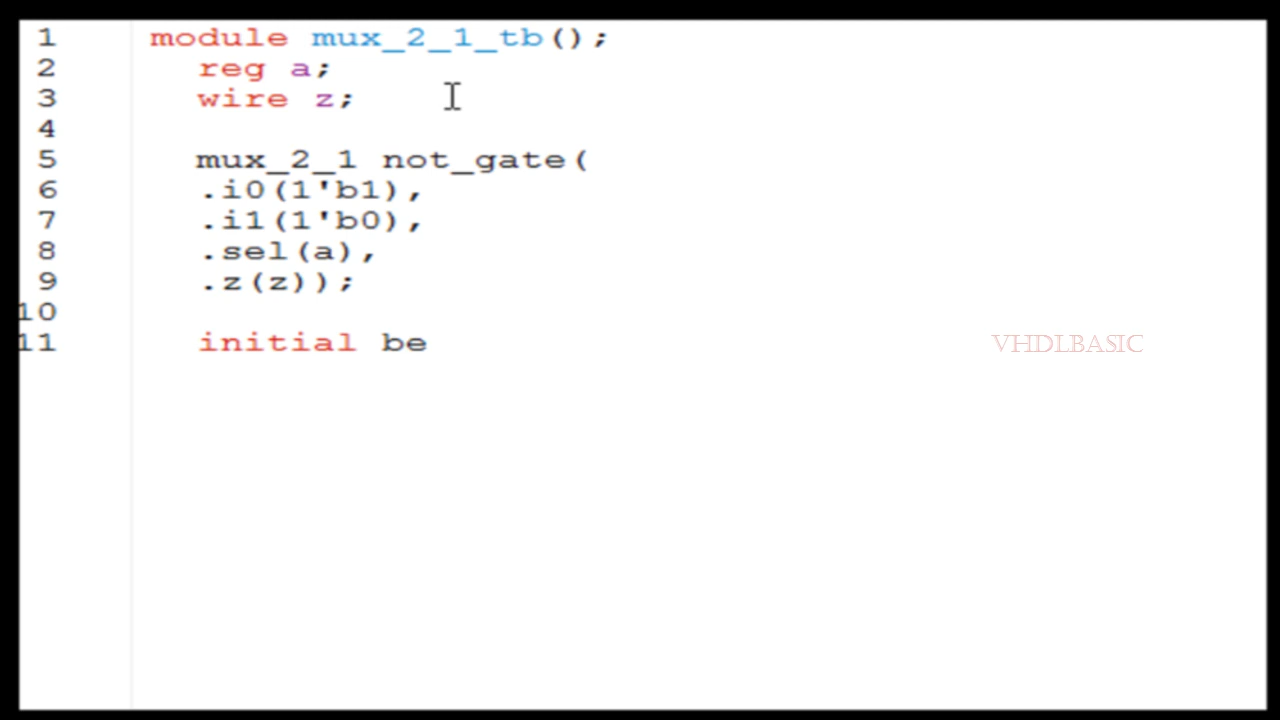 1 module mux_2_1_tb();
2 reg a;
3 wire z;
4
5 mux_2_1 not_gate(
6 .i0(1'b1),
7 .i1(1'b0),
8 .sel(a),
9 .z(z));
10
11 initial be
VHDLBASIC